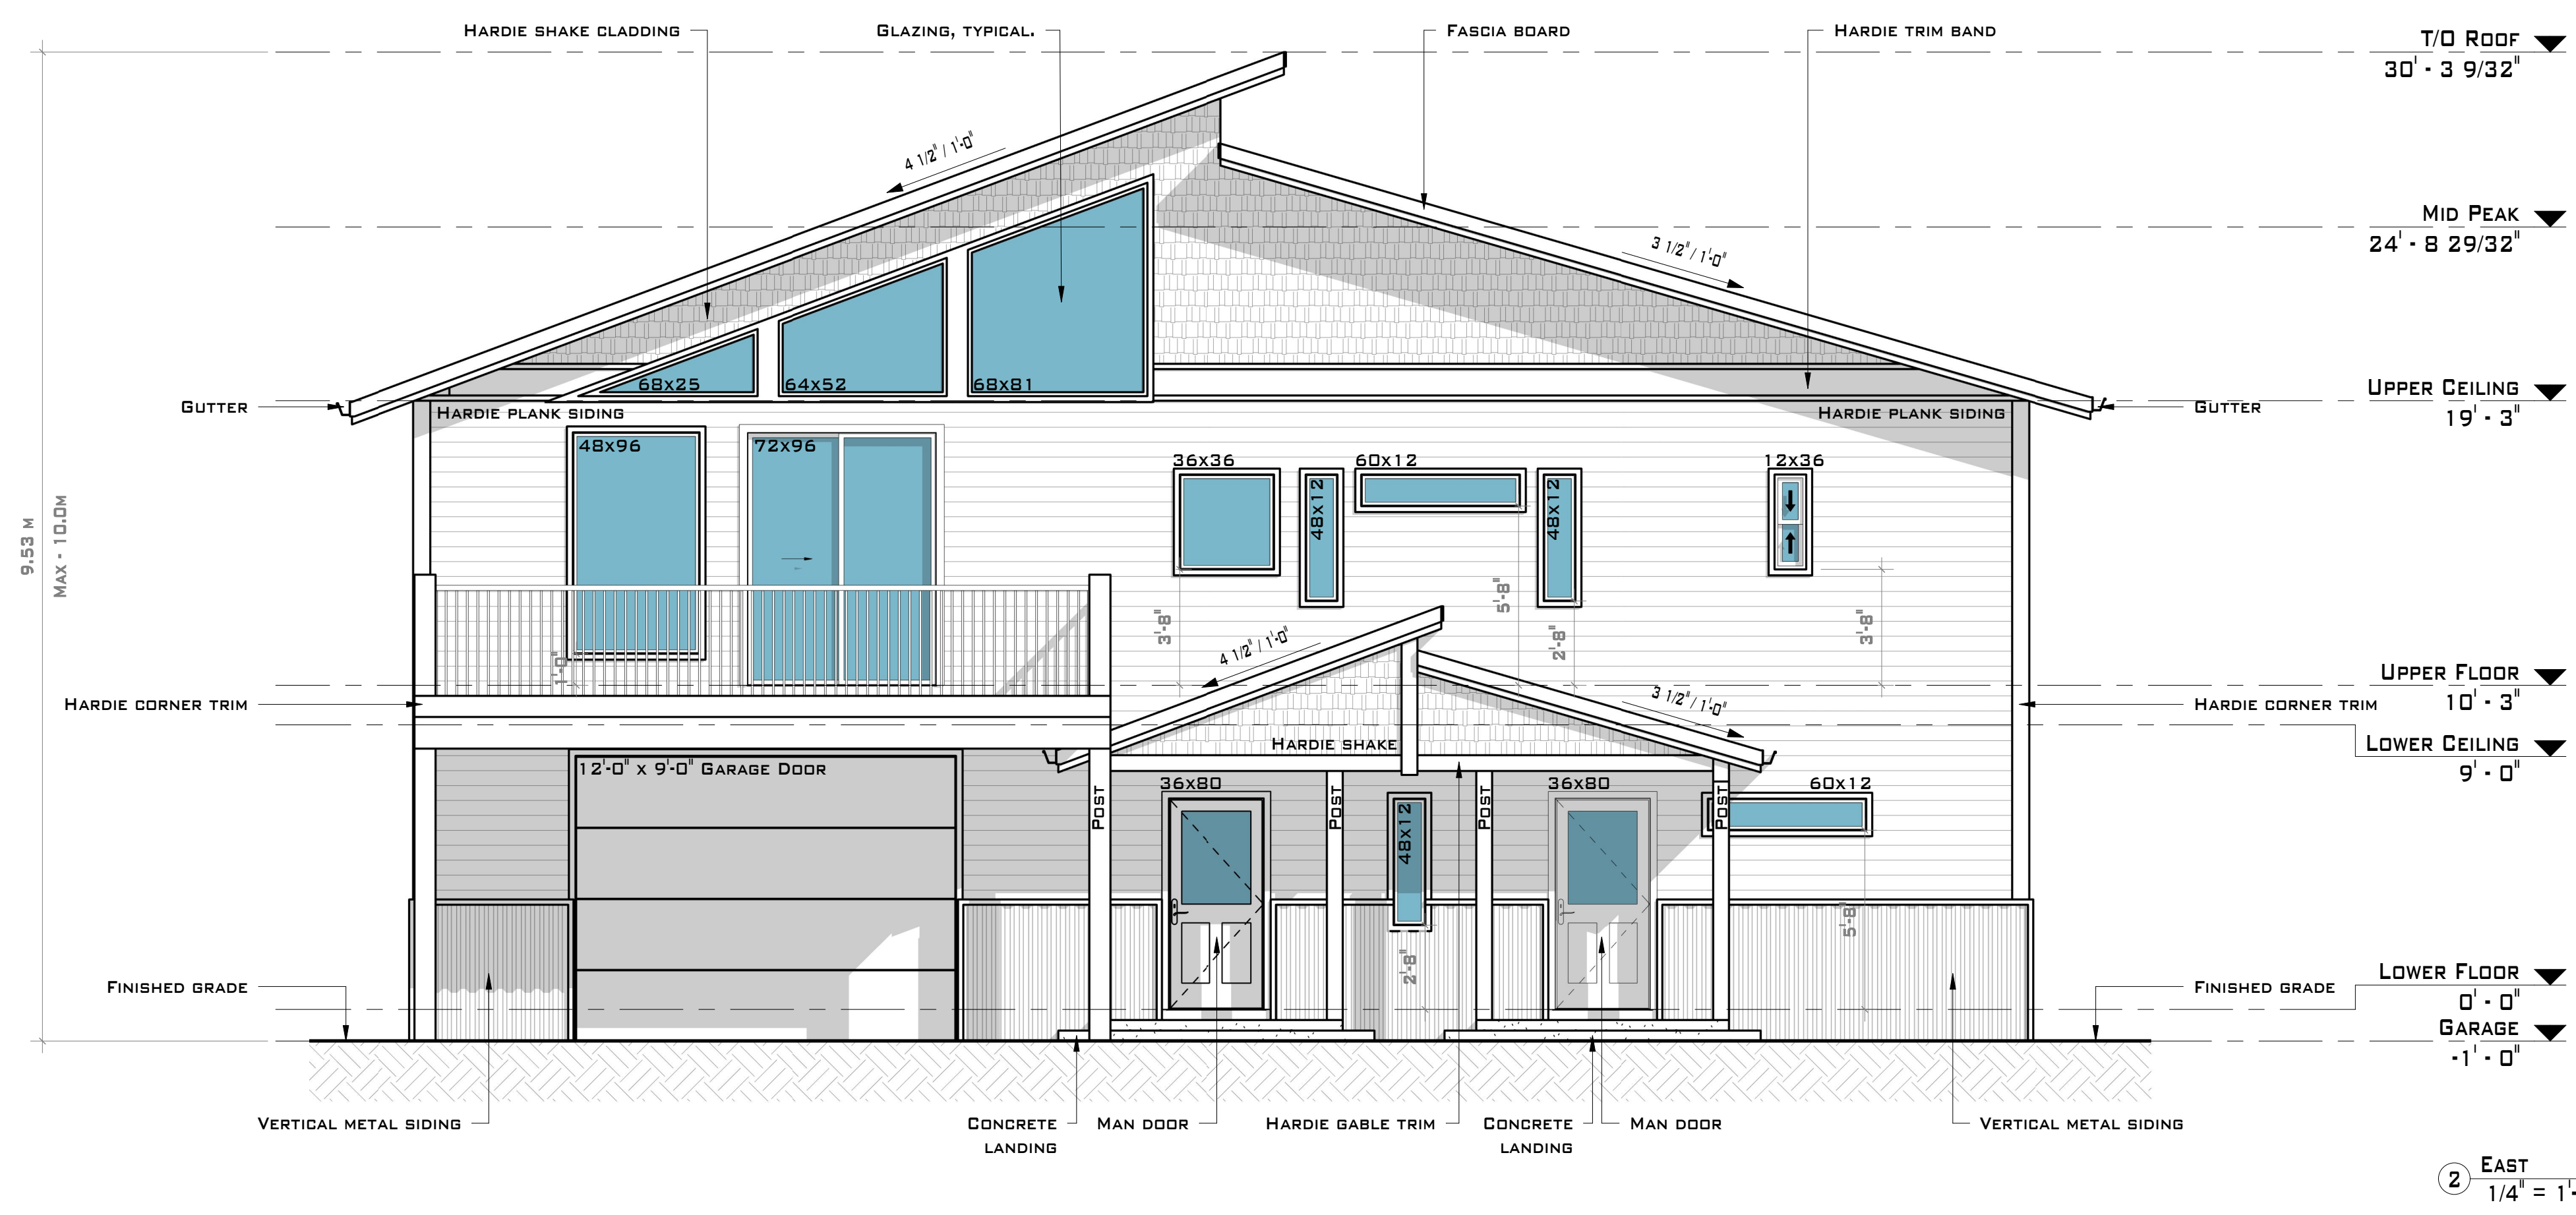 Hardie shake cladding
Glazing, typical.
Fascia board
Hardie trim band
T/O Roof
30' - 3 9/32"
4 1/2" / 1'-0"
Mid Peak
24' - 8 29/32"
3 1/2" / 1'-0"
68x25
64x52
68x81
Upper Ceiling
19' - 3"
Gutter
Hardie plank siding
Hardie plank siding
Gutter
48x96
72x96
36x36
60x12
12x36
48x12
48x12
9.53 m
Max - 10.0m
5'-8"
3'-8"
2'-8"
3'-8"
1'-0"
4 1/2" / 1'-0"
3 1/2" / 1'-0"
Upper Floor
10' - 3"
Hardie corner trim
Hardie corner trim
Hardie shake
Lower Ceiling
9' - 0"
12'-0" x 9'-0" Garage Door
36x80
36x80
60x12
Post
Post
48x12
Post
Post
5'-8"
2'-8"
Lower Floor
0' - 0"
Finished grade
Finished grade
Garage
-1' - 0"
Vertical metal siding
Concrete
landing
Man door
Hardie gable trim
Concrete
landing
Man door
Vertical metal siding
2
East
1/4" = 1'-